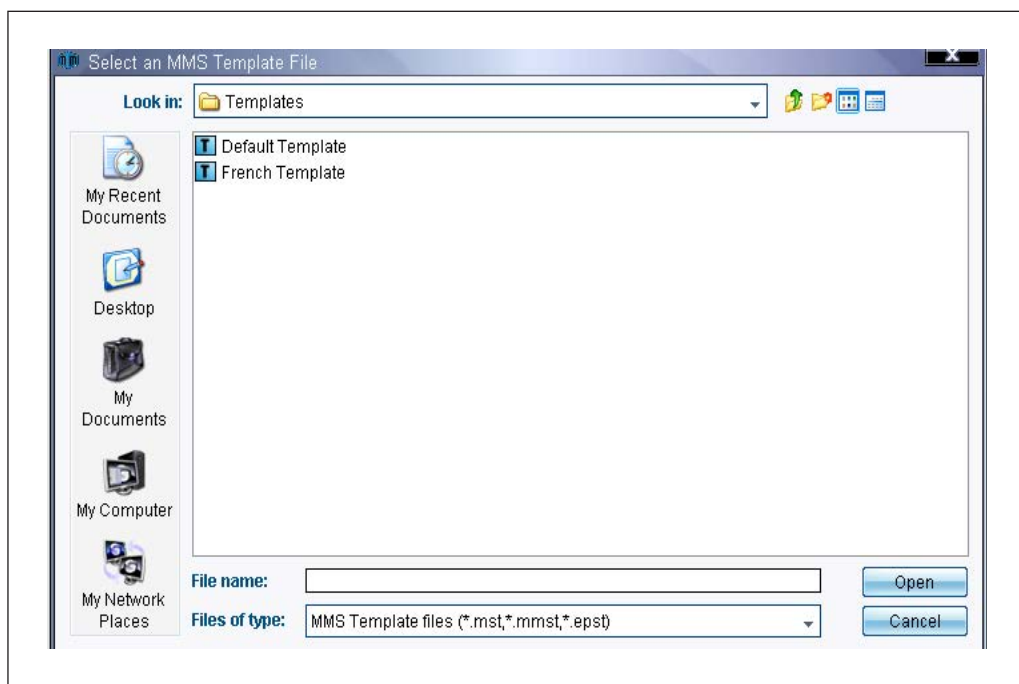 Select an MMS Template File
X
Look in: Templates
T Default Template
T French Template
My Recent
Documents
Desktop
My
Documents
My Computer
My Network
Places
File name:
Open
Files of type: MMS Template files (*.mst,*.mmst,*.epst)
Cancel